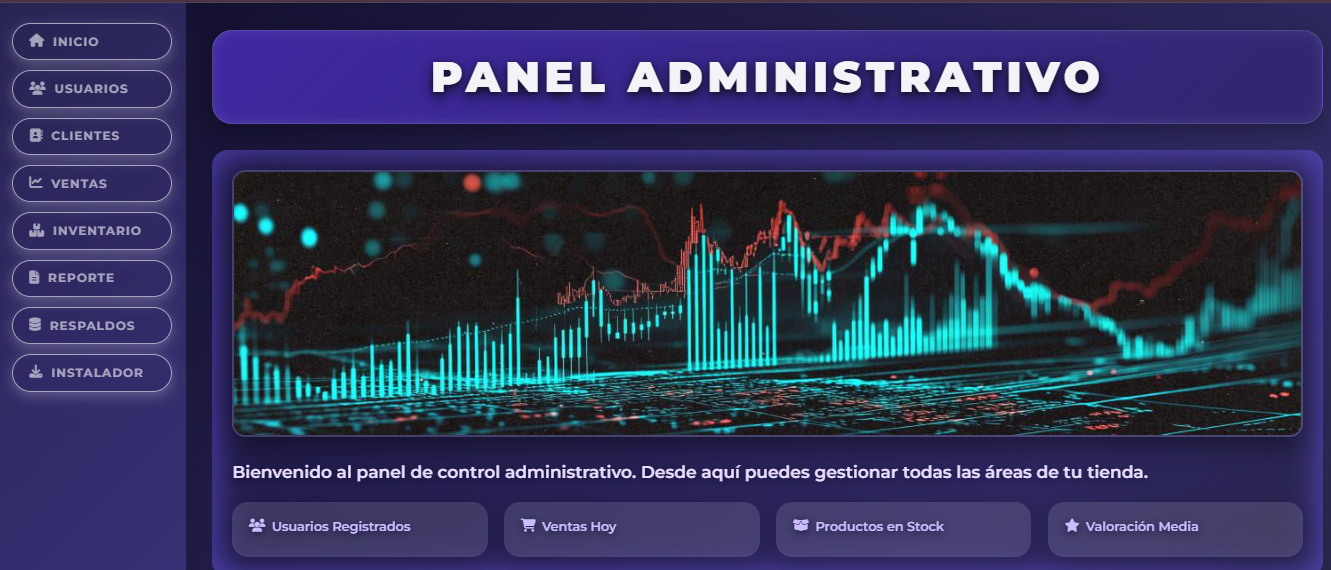 INICIO
USUARIOS
CLIENTES
VENTAS
INVENTARIO
REPORTE
RESPALDOS
INSTALADOR
PANEL ADMINISTRATIVO
Bienvenido al panel de control administrativo. Desde aquí puedes gestionar todas las áreas de tu tienda.
Usuarios Registrados
Ventas Hoy
Productos en Stock
Valoración Media